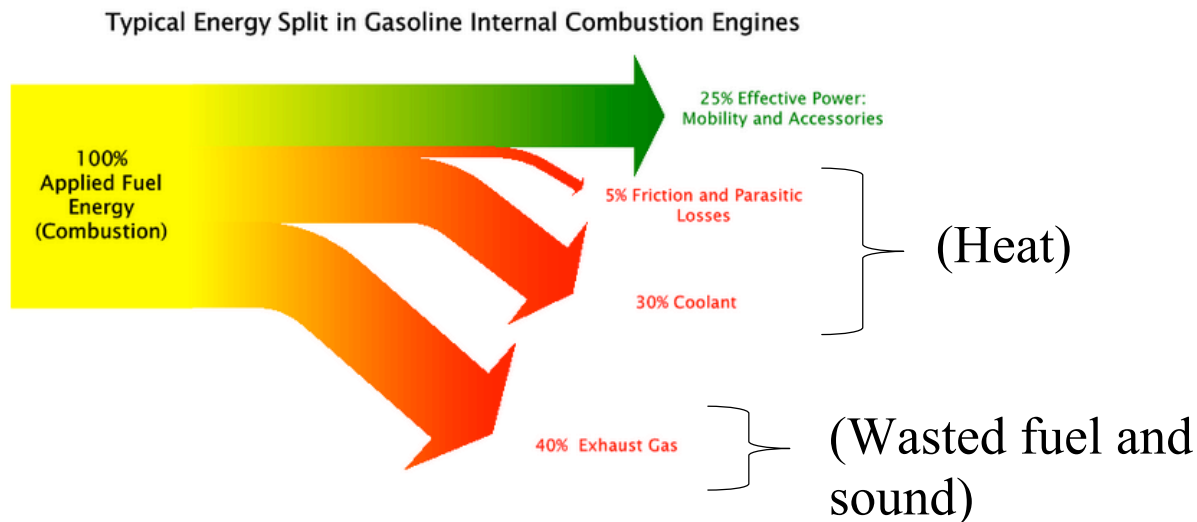 Typical Energy Split in Gasoline Internal Combustion Engines
100%
Applied Fuel
Energy
(Combustion)
25% Effective Power:
Mobility and Accessories
5% Friction and Parasitic
Losses
(Heat)
30% Coolant
40% Exhaust Gas
(Wasted fuel and
sound)